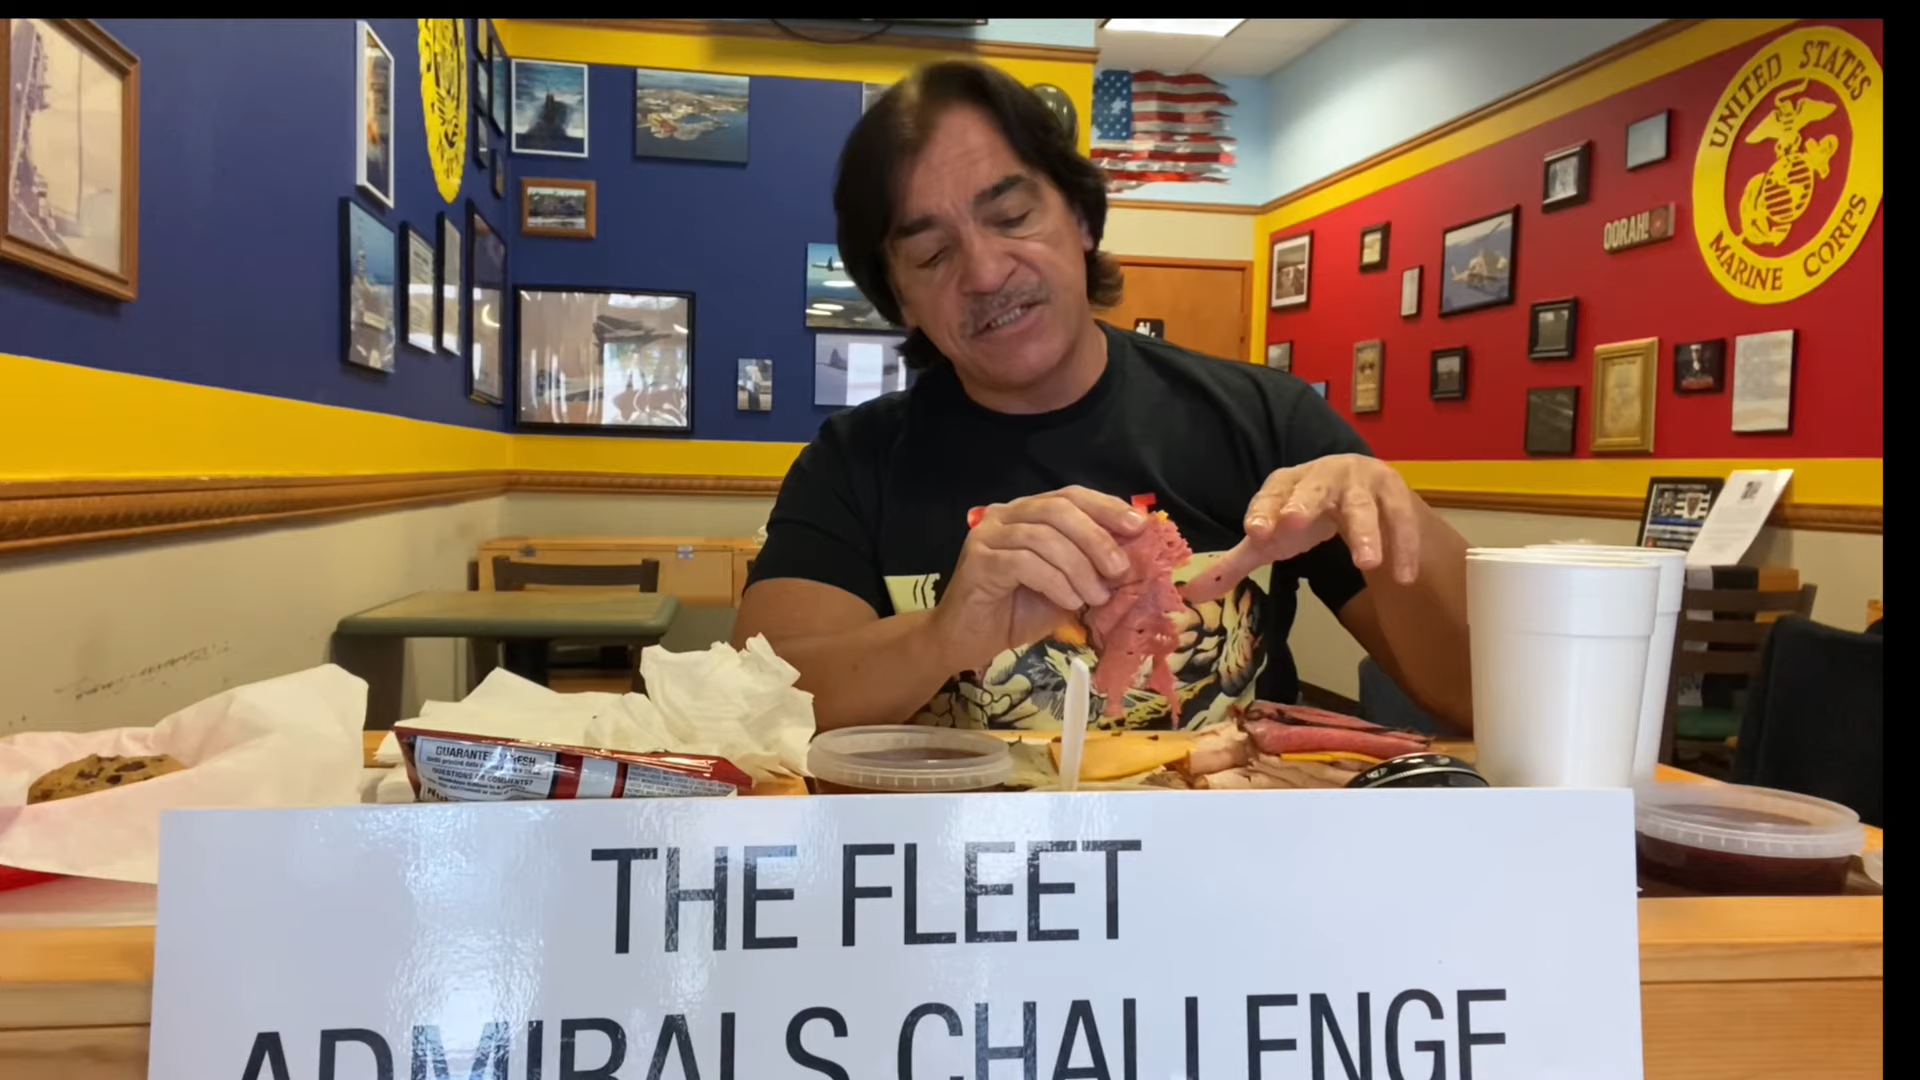 UNITED STATES
MARINE CORPS
OORAH!
GUARANTEED FRESH
QUESTIONS OR COMMENTS?
THE FLEET
ADMIRALS CHALLENGE